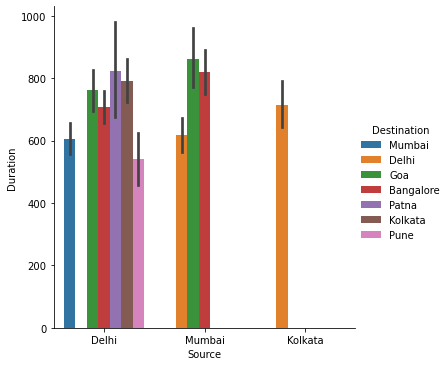 1000
800
600
400
200
0
Duration
Delhi
Mumbai
Kolkata
Source
Destination
Mumbai
Delhi
Goa
Bangalore
Patna
Kolkata
Pune